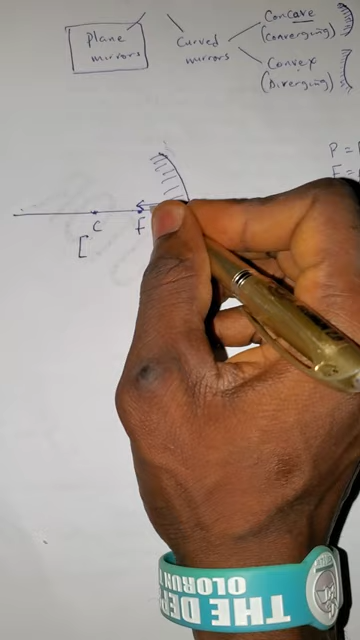 Plane
mirrors
Curved
mirrors
Concave
(Converging)
Convex
(Diverging)
P =
F =
C
F
[
THE DEP
OLORUN